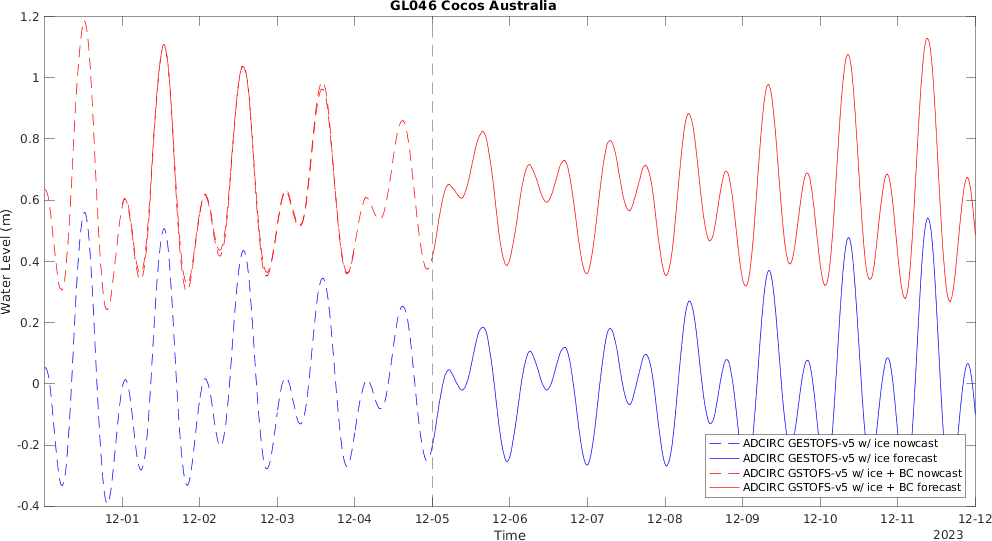 GL046 Cocos Australia
Water Level (m)
1.2
1
0.8
0.6
0.4
0.2
0
-0.2
-0.4
ADCIRC GESTOFS-v5 w/ ice nowcast
ADCIRC GESTOFS-v5 w/ ice forecast
ADCIRC GSTOFS-v5 w/ ice + BC nowcast
ADCIRC GSTOFS-v5 w/ ice + BC forecast
12-01 12-02 12-03 12-04 12-05 12-06 12-07 12-08 12-09 12-10 12-11 12-12
Time
2023